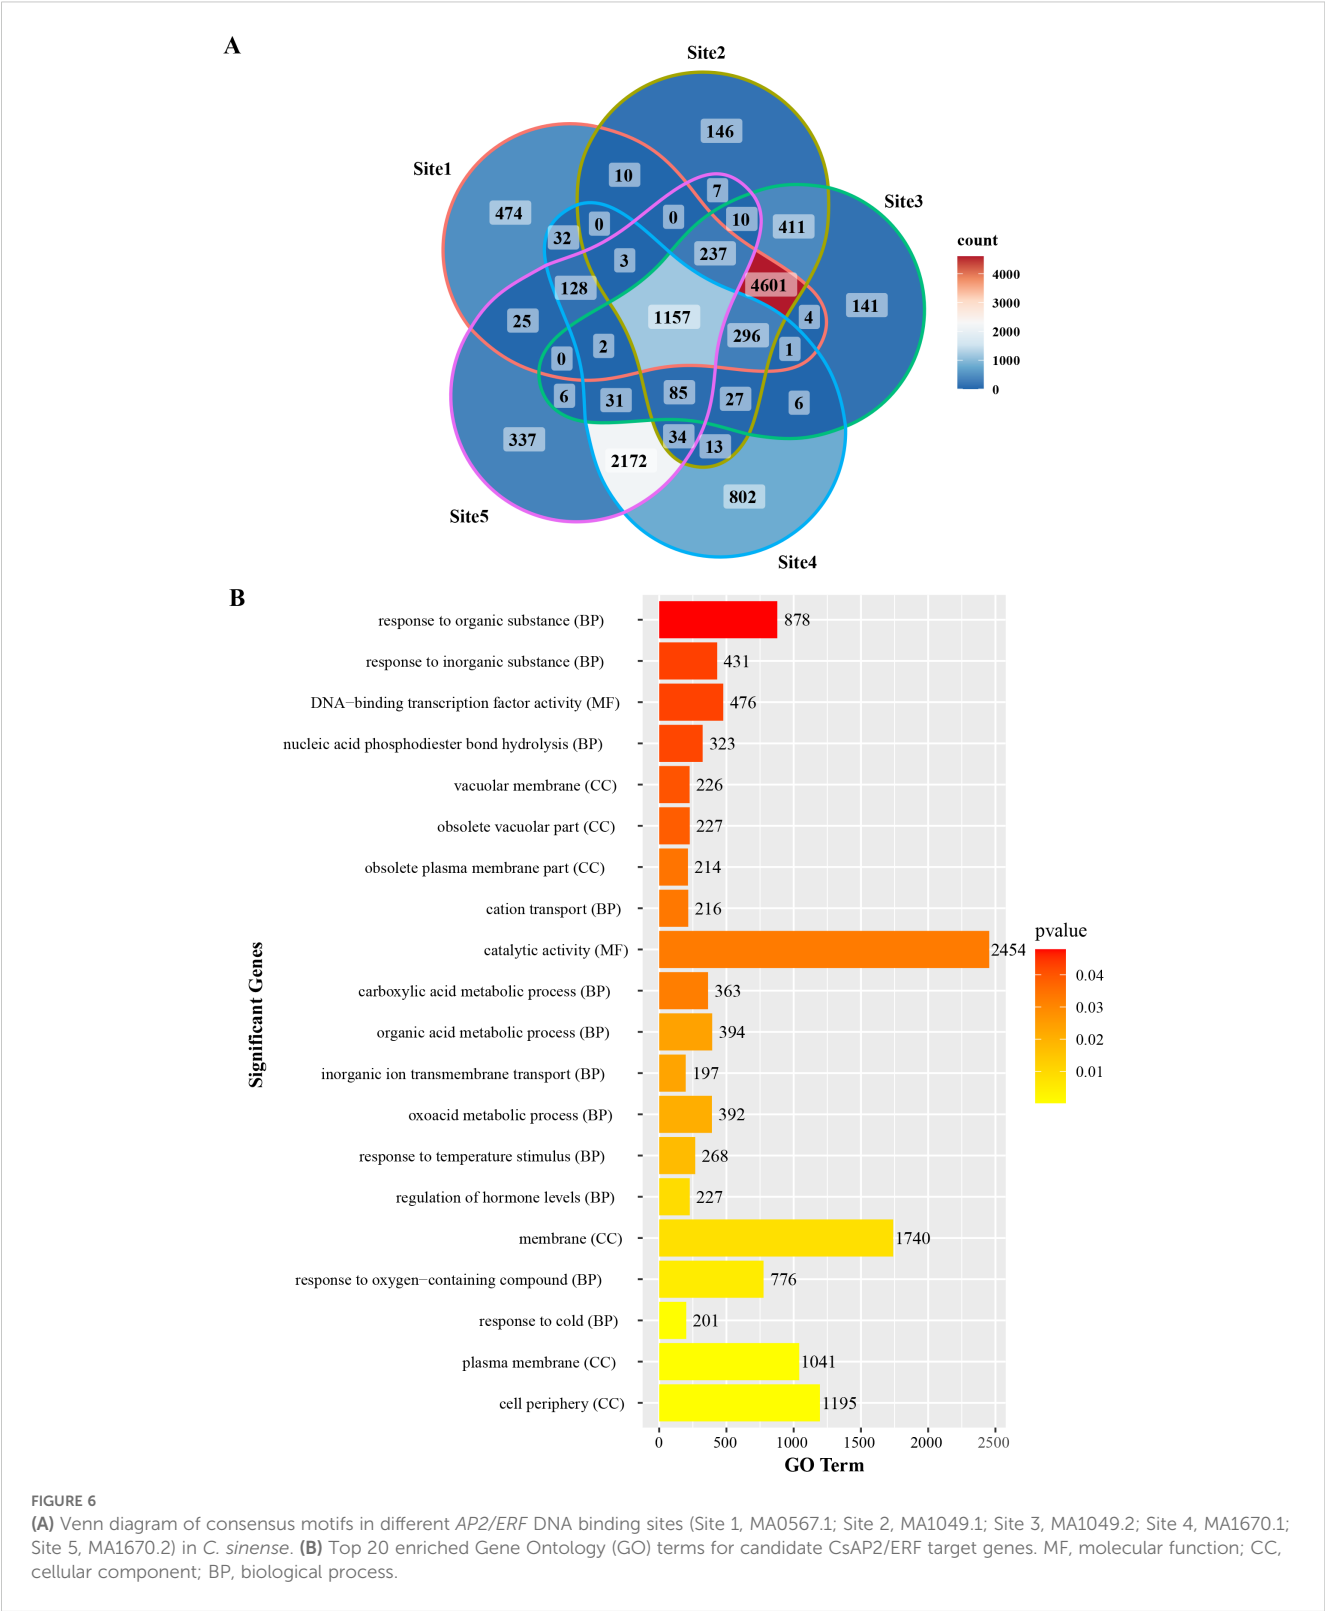 A
Site2
146
Site1
10
7
Site3
474
0
0
10
411
32
3
237
count
4601
4000
128
141
3000
1157
4
25
296
2000
2
1
0
1000
6
31
85
27
6
0
337
34
13
2172
802
Site5
Site4
B
response to organic substance (BP)
878
response to inorganic substance (BP)
431
DNA−binding transcription factor activity (MF)
476
nucleic acid phosphodiester bond hydrolysis (BP)
323
vacuolar membrane (CC)
226
obsolete vacuolar part (CC)
227
obsolete plasma membrane part (CC)
214
cation transport (BP)
216
catalytic activity (MF)
2454
carboxylic acid metabolic process (BP)
363
organic acid metabolic process (BP)
394
inorganic ion transmembrane transport (BP)
197
oxoacid metabolic process (BP)
392
response to temperature stimulus (BP)
268
regulation of hormone levels (BP)
227
membrane (CC)
1740
response to oxygen−containing compound (BP)
776
response to cold (BP)
201
plasma membrane (CC)
1041
cell periphery (CC)
1195
Significant Genes
pvalue
0.04
0.03
0.02
0.01
0 500 1000 1500 2000 2500
GO Term
FIGURE 6
(A) Venn diagram of consensus motifs in different AP2/ERF DNA binding sites (Site 1, MA0567.1; Site 2, MA1049.1; Site 3, MA1049.2; Site 4, MA1670.1;
Site 5, MA1670.2) in C. sinense. (B) Top 20 enriched Gene Ontology (GO) terms for candidate CsAP2/ERF target genes. MF, molecular function; CC,
cellular component; BP, biological process.